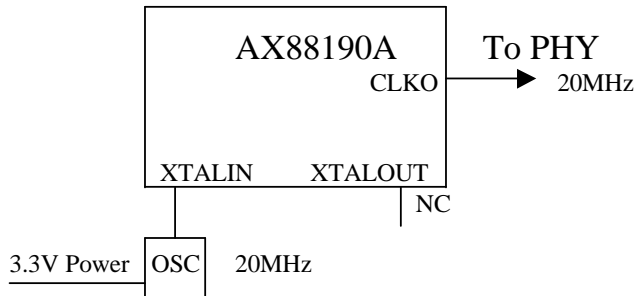 AX88190A
To PHY
CLKO
20MHz
XTALIN
XTALOUT
NC
3.3V Power
OSC
20MHz